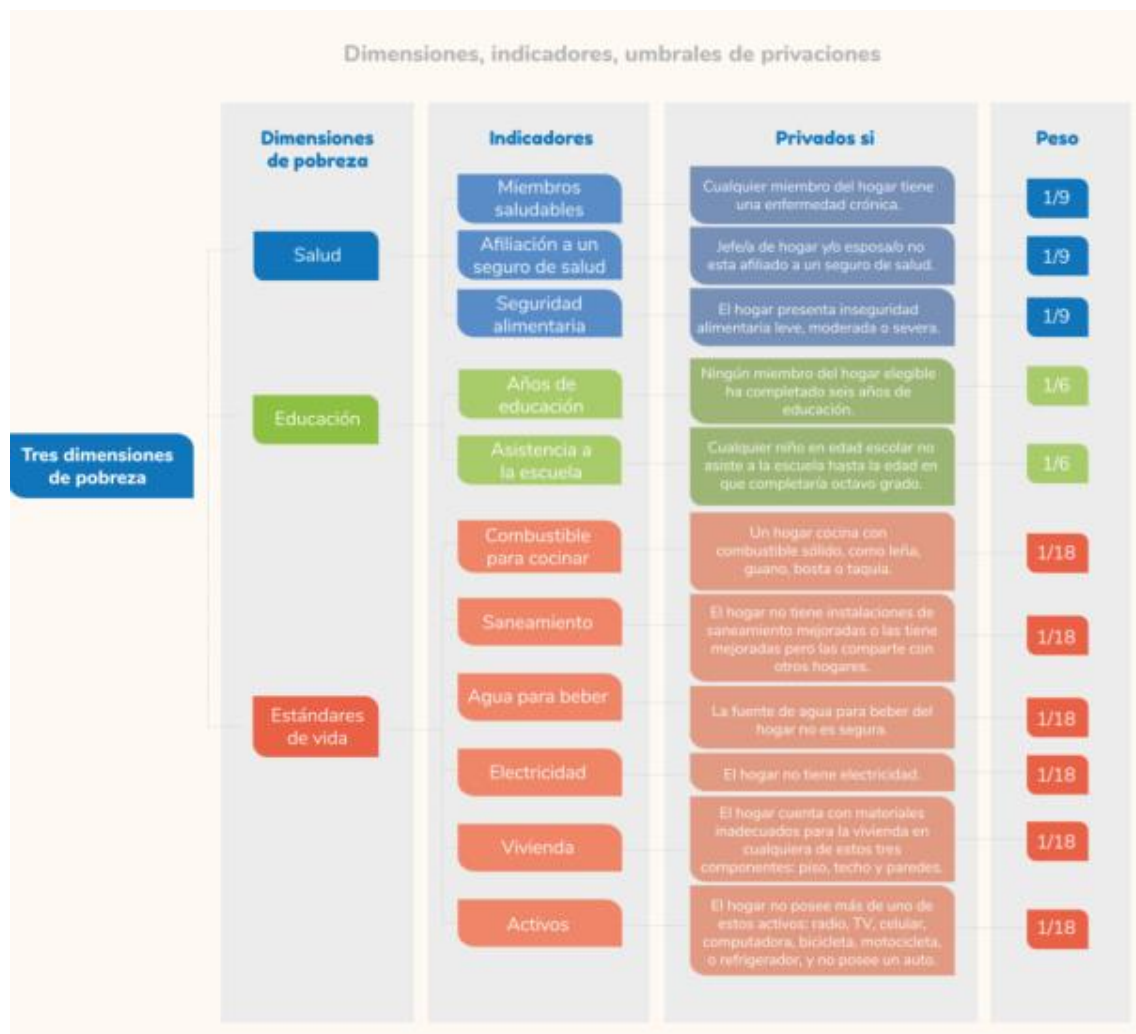 Dimensiones, indicadores, umbrales de privaciones
Dimensiones
de pobreza
Indicadores
Privados si
Peso
Tres dimensiones
de pobreza
Salud
Miembros
saludables
Cualquier miembro del hogar tiene
una enfermedad crónica.
1/9
Afiliación a un
seguro de salud
Jefe/a de hogar y/o esposa/o no
esta afiliado a un seguro de salud.
1/9
Seguridad
alimentaria
El hogar presenta inseguridad
alimentaria leve, moderada o severa.
1/9
Educación
Años de
educación
Ningún miembro del hogar elegible
ha completado seis años de
educación.
1/6
Asistencia a
la escuela
Cualquier niño en edad escolar no
asiste a la escuela hasta la edad en
que completaría octavo grado.
1/6
Estándares
de vida
Combustible
para cocinar
Un hogar cocina con
combustible sólido, como leña,
guano, bosta o taquia.
1/18
Saneamiento
El hogar no tiene instalaciones de
saneamiento mejoradas o las tiene
mejoradas pero las comparte con
otros hogares.
1/18
Agua para beber
La fuente de agua para beber del
hogar no es segura.
1/18
Electricidad
El hogar no tiene electricidad.
1/18
Vivienda
El hogar cuenta con materiales
inadecuados para la vivienda en
cualquiera de estos tres
componentes: piso, techo y paredes.
1/18
Activos
El hogar no posee más de uno de
estos activos: radio, TV, celular,
computadora, bicicleta, motocicleta,
o refrigerador, y no posee un auto.
1/18